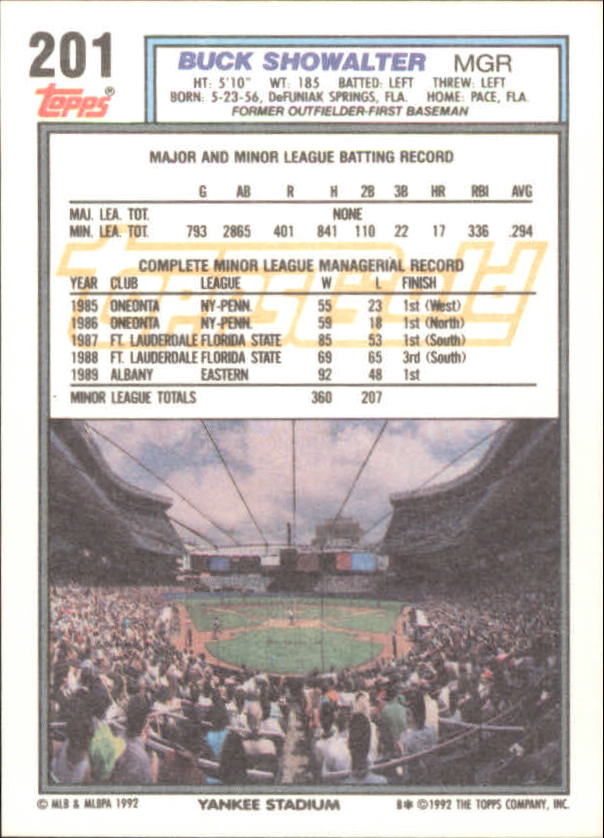 201
Topps®
BUCK SHOWALTER MGR
HT: 5'10" WT: 185 BATTED: LEFT THREW: LEFT
BORN: 5-23-56, DeFUNIAK SPRINGS, FLA. HOME: PACE, FLA.
FORMER OUTFIELDER-FIRST BASEMAN
MAJOR AND MINOR LEAGUE BATTING RECORD
G AB R H 2B 3B HR RBI AVG
MAJ. LEA. TOT. NONE
MIN. LEA. TOT. 793 2865 401 841 110 22 17 336 .294
ToppsGold
COMPLETE MINOR LEAGUE MANAGERIAL RECORD
YEAR CLUB LEAGUE W L FINISH
1985 ONEONTA NY-PENN. 55 23 1st (West)
1986 ONEONTA NY-PENN. 59 18 1st (North)
1987 FT. LAUDERDALE FLORIDA STATE 85 53 1st (South)
1988 FT. LAUDERDALE FLORIDA STATE 69 65 3rd (South)
1989 ALBANY EASTERN 92 48 1st
MINOR LEAGUE TOTALS 360 207
© MLB & MLBPA 1992 YANKEE STADIUM B* © 1992 THE TOPPS COMPANY, INC.